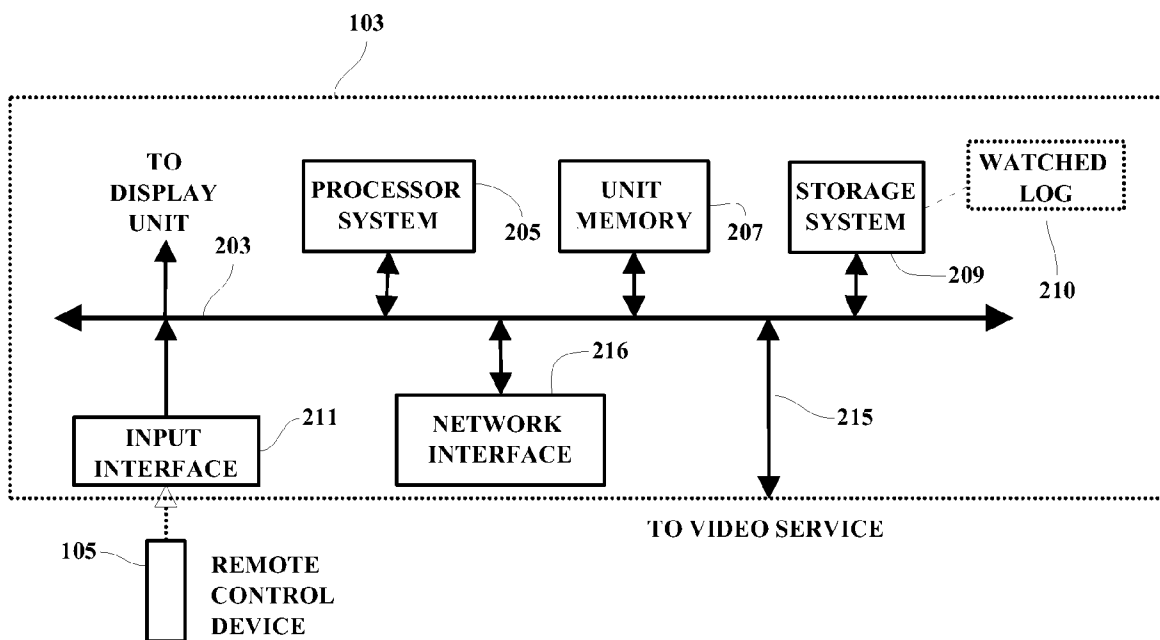 103
TO
DISPLAY
UNIT
PROCESSOR
SYSTEM
205
UNIT
MEMORY
207
STORAGE
SYSTEM
209
WATCHED
LOG
210
203
216
INPUT
INTERFACE
211
NETWORK
INTERFACE
215
TO VIDEO SERVICE
105
REMOTE
CONTROL
DEVICE